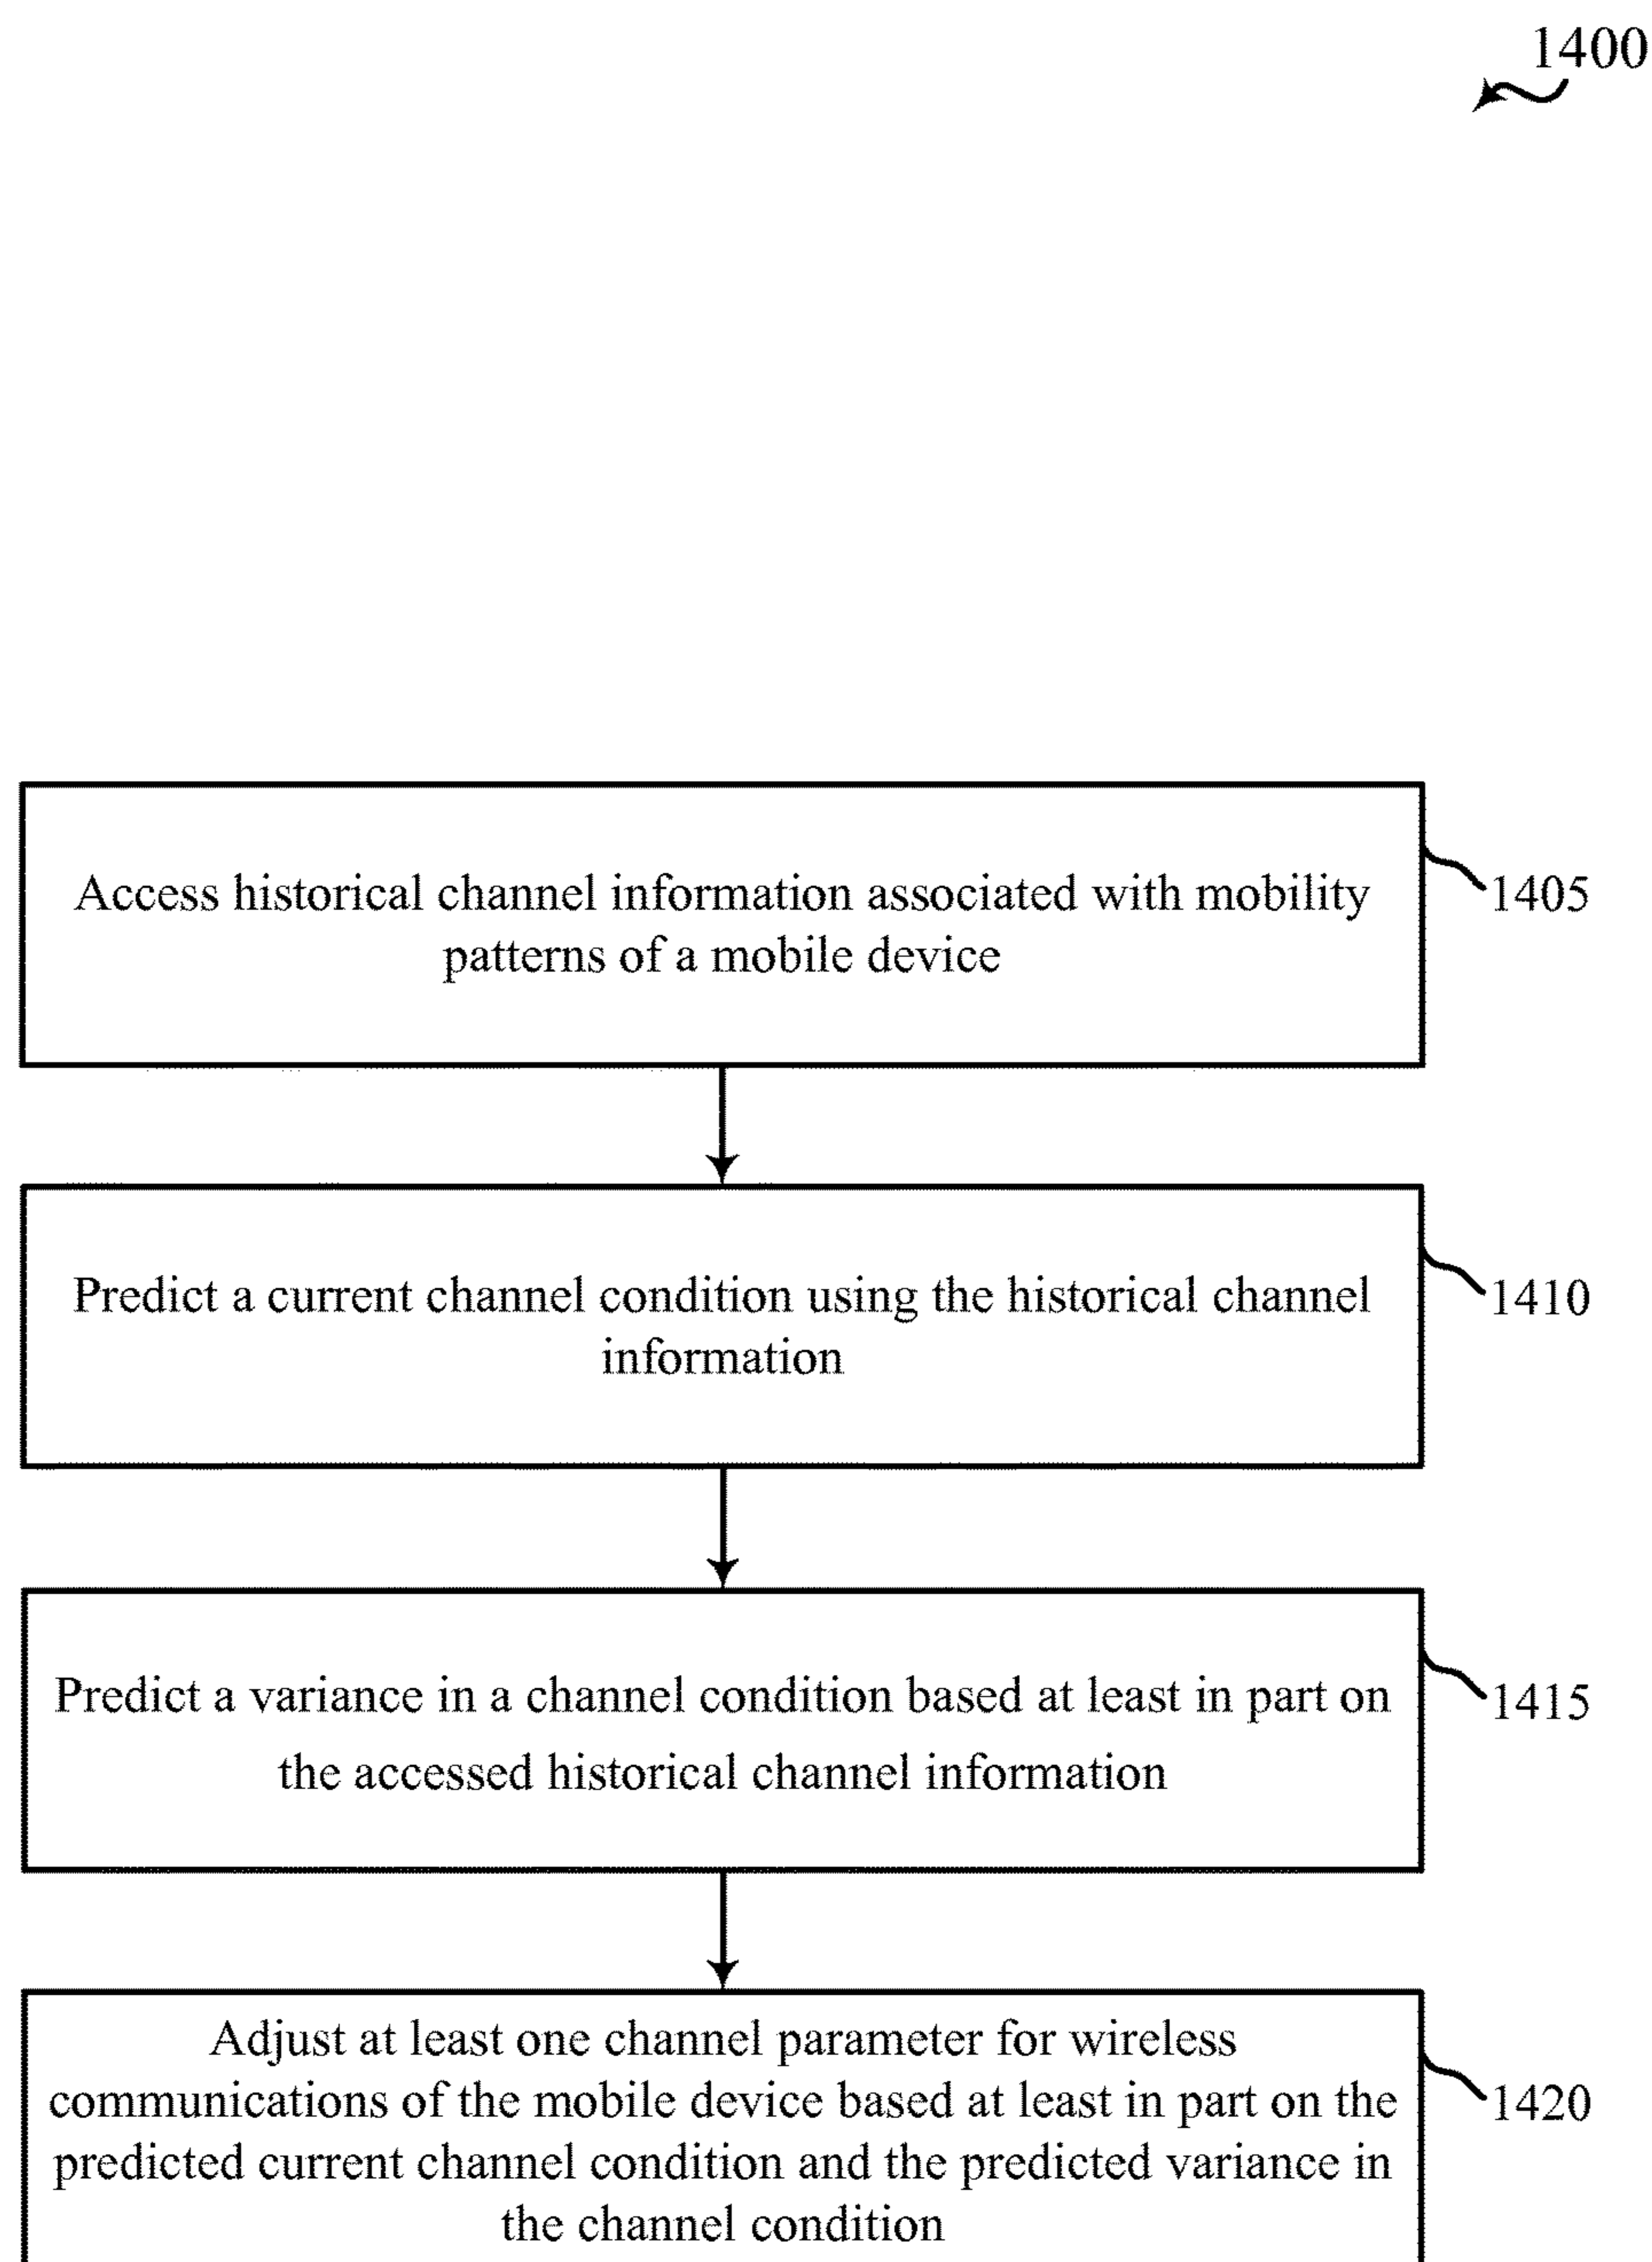 1400
Access historical channel information associated with mobility
patterns of a mobile device
1405
Predict a current channel condition using the historical channel
information
1410
Predict a variance in a channel condition based at least in part on
the accessed historical channel information
1415
Adjust at least one channel parameter for wireless
communications of the mobile device based at least in part on the
predicted current channel condition and the predicted variance in
the channel condition
1420